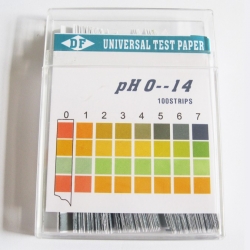 DF UNIVERSAL TEST PAPER
pH 0--14
100STRIPS
0 1 2 3 4 5 6 7